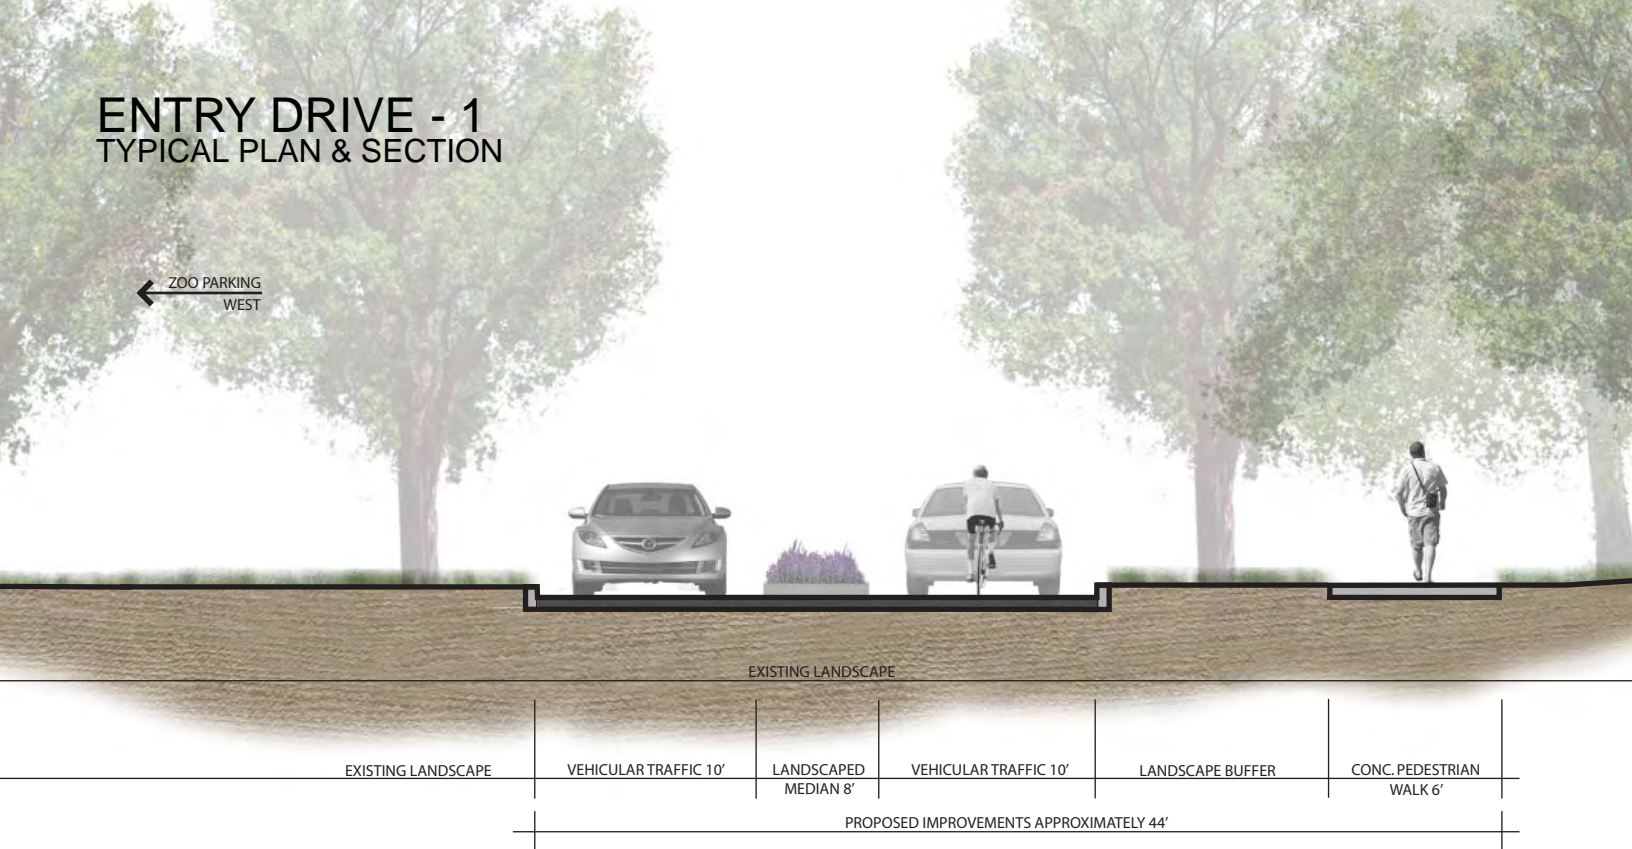 ENTRY DRIVE - 1
TYPICAL PLAN & SECTION
ZOO PARKING
WEST
EXISTING LANDSCAPE
EXISTING LANDSCAPE
VEHICULAR TRAFFIC 10’
LANDSCAPED
MEDIAN 8’
VEHICULAR TRAFFIC 10’
LANDSCAPE BUFFER
CONC. PEDESTRIAN
WALK 6’
PROPOSED IMPROVEMENTS APPROXIMATELY 44’